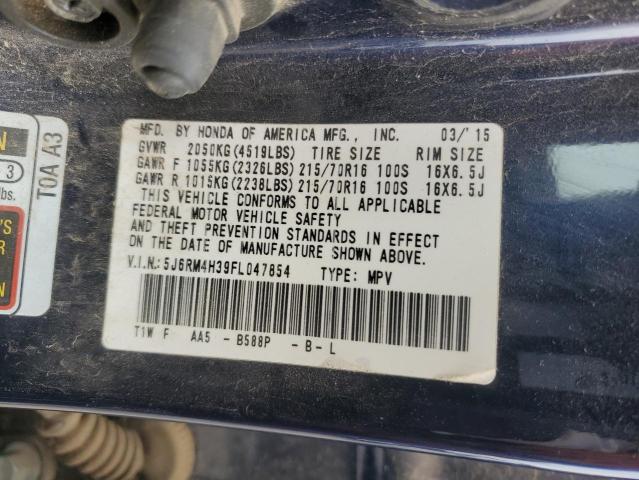 MFD. BY HONDA OF AMERICA MFG., INC. 03/'15
GVWR 2050KG(4519LBS) TIRE SIZE RIM SIZE
GAWR F 1055KG(2326LBS) 215/70R16 100S 16X6.5J
GAWR R 1015KG(2238LBS) 215/70R16 100S 16X6.5J
THIS VEHICLE CONFORMS TO ALL APPLICABLE
FEDERAL MOTOR VEHICLE SAFETY
AND THEFT PREVENTION STANDARDS IN EFFECT
ON THE DATE OF MANUFACTURE SHOWN ABOVE.
V.I.N.: 5J6RM4H39FL047854 TYPE: MPV
T1W F AA5 - B588P - B - L
T0A A3
3
lbs.